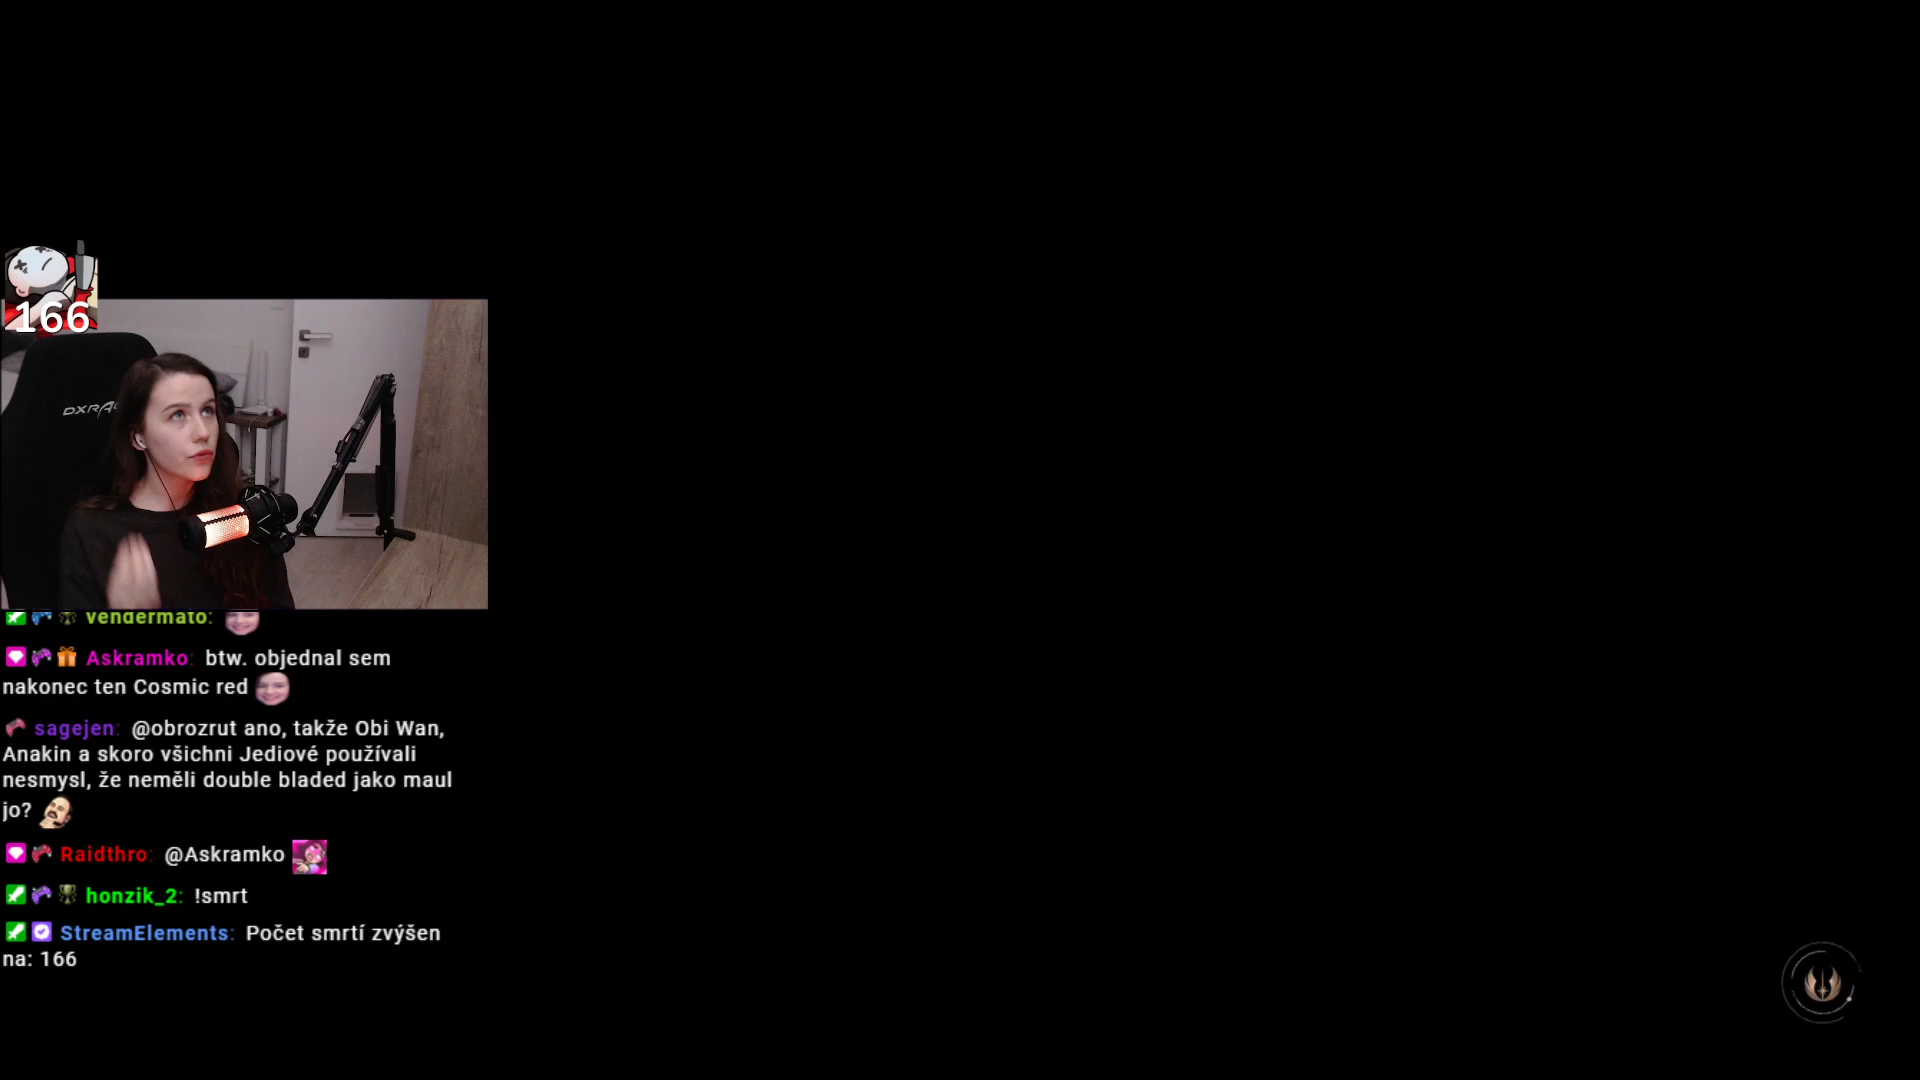 166
DXRA
vendermato:
Askramko: btw. objednal sem
nakonec ten Cosmic red
sagejen: @obrozrut ano, takže Obi Wan,
Anakin a skoro všichni Jediové používali
nesmysl, že neměli double bladed jako maul
jo?
Raidthro: @Askramko
honzik_2: !smrt
StreamElements: Počet smrtí zvýšen
na: 166